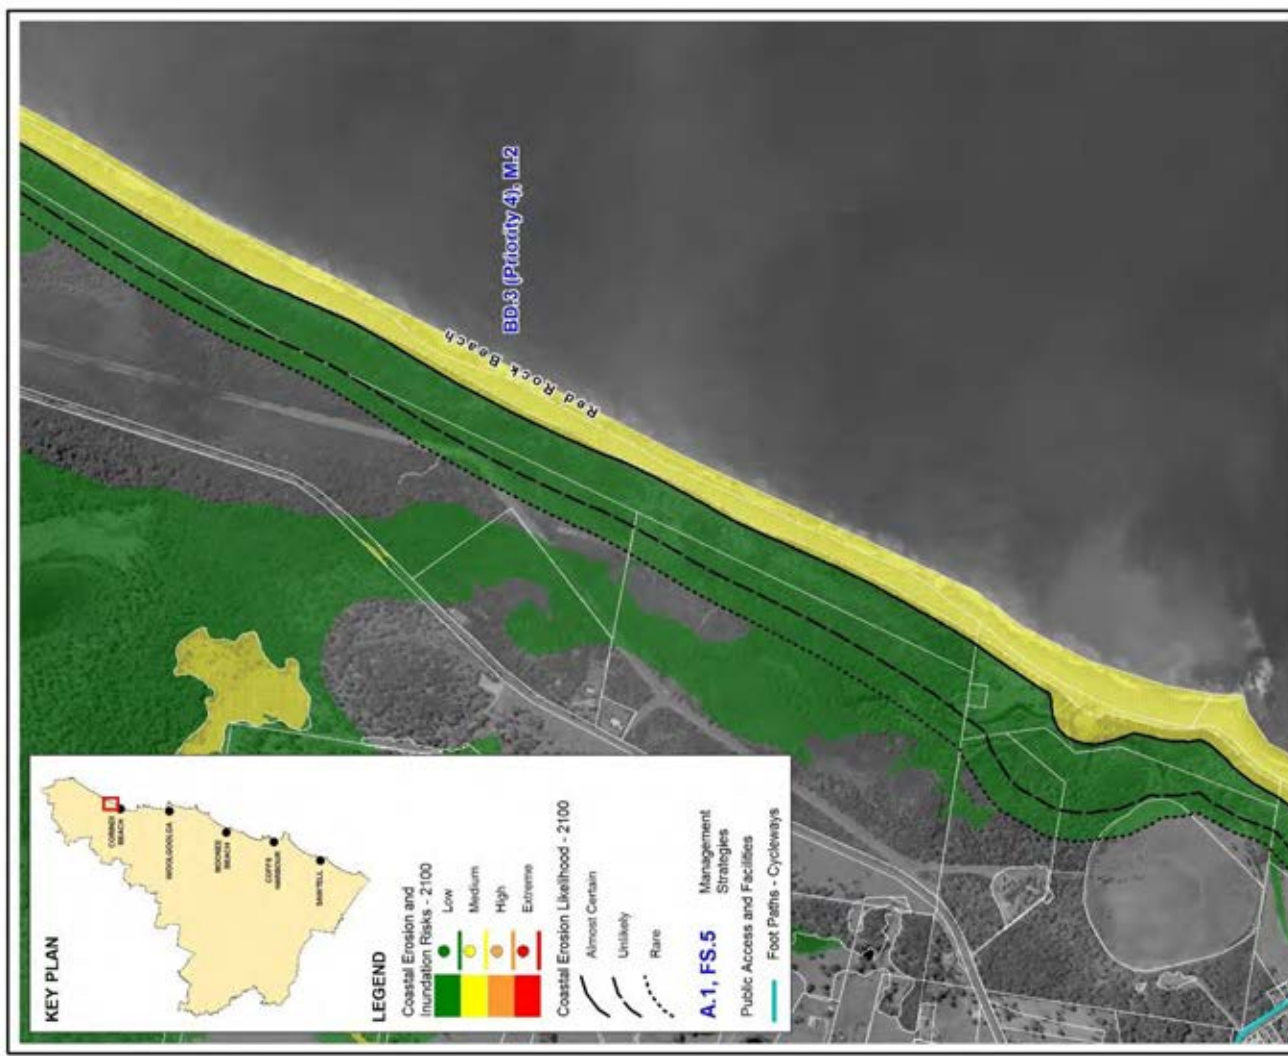 BD.3 (Priority 4), M.2
Red Rock Beach
KEY PLAN
CORINDI
BEACH
WOOLGOOLGA
MOONEE
BEACH
COFFS
HARBOUR
SAWTELL
LEGEND
Coastal Erosion and
Inundation Risks - 2100
Low
Medium
High
Extreme
Coastal Erosion Likelihood - 2100
Almost Certain
Unlikely
Rare
A.1, FS.5 Management
Strategies
Public Access and Facilities
Foot Paths - Cycleways